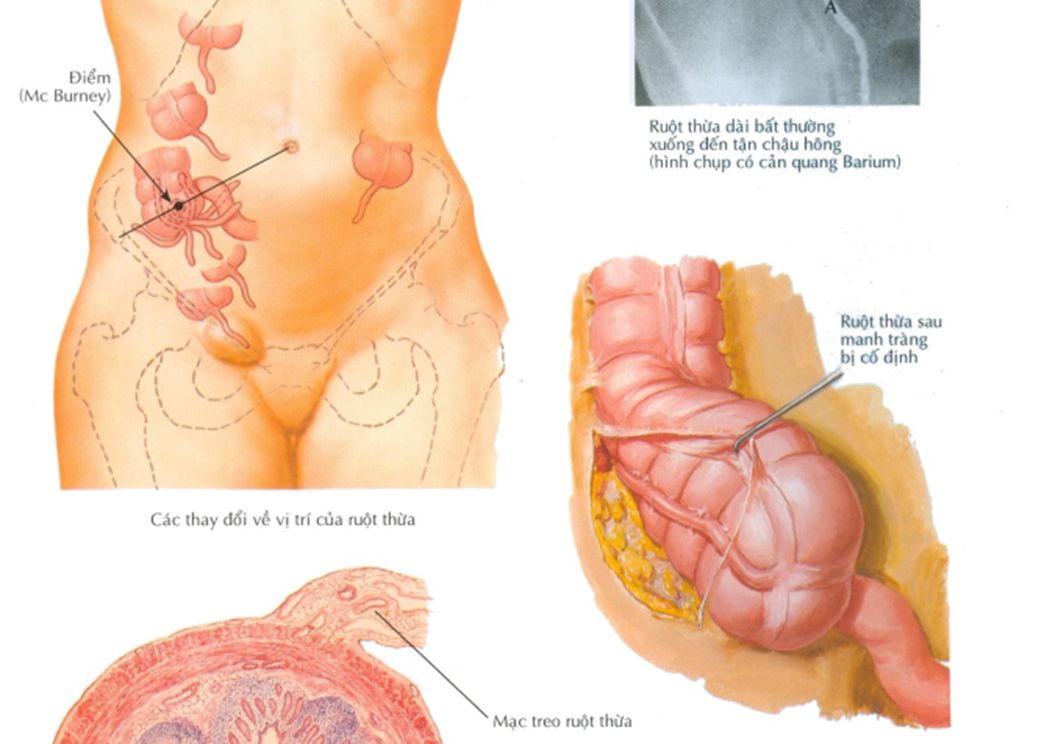 A
Điểm
(Mc Burney)
Ruột thừa dài bất thường
xuống đến tận chậu hông
(hình chụp có cản quang Barium)
Ruột thừa sau
manh tràng
bị cố định
Các thay đổi về vị trí của ruột thừa
Mạc treo ruột thừa